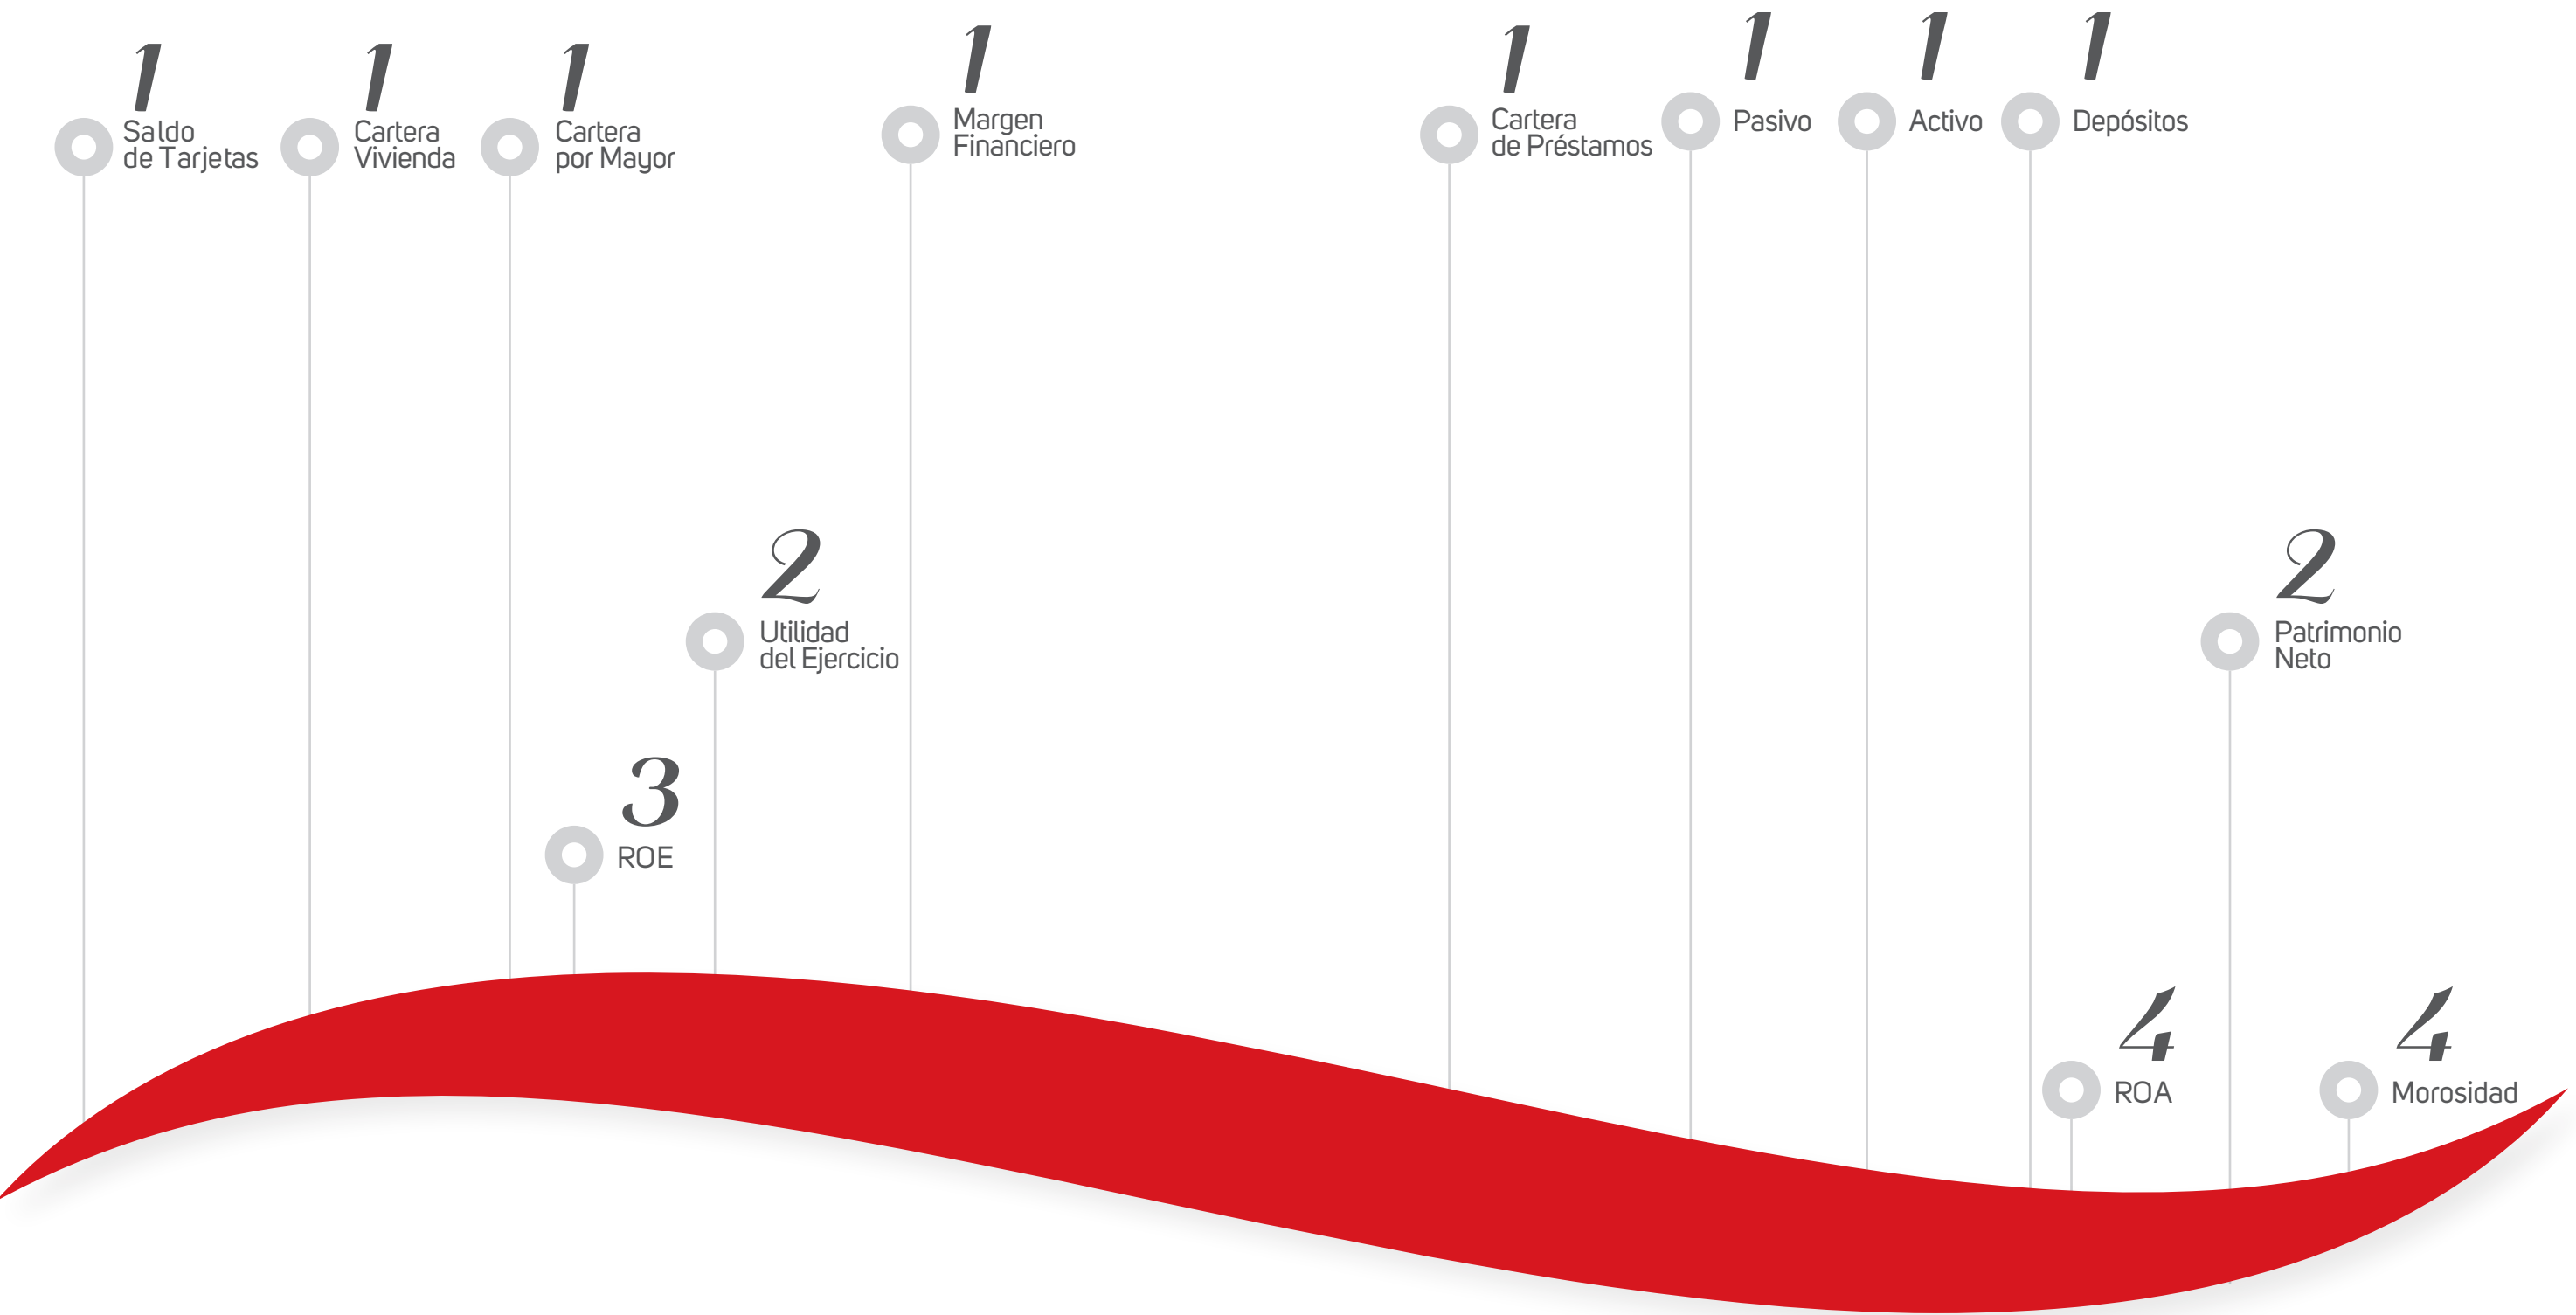 1
Saldo
de Tarjetas
1
Cartera
Vivienda
1
Cartera
por Mayor
1
Margen
Financiero
1
Cartera
de Préstamos
1
Pasivo
1
Activo
1
Depósitos
2
Utilidad
del Ejercicio
2
Patrimonio
Neto
3
ROE
4
ROA
4
Morosidad